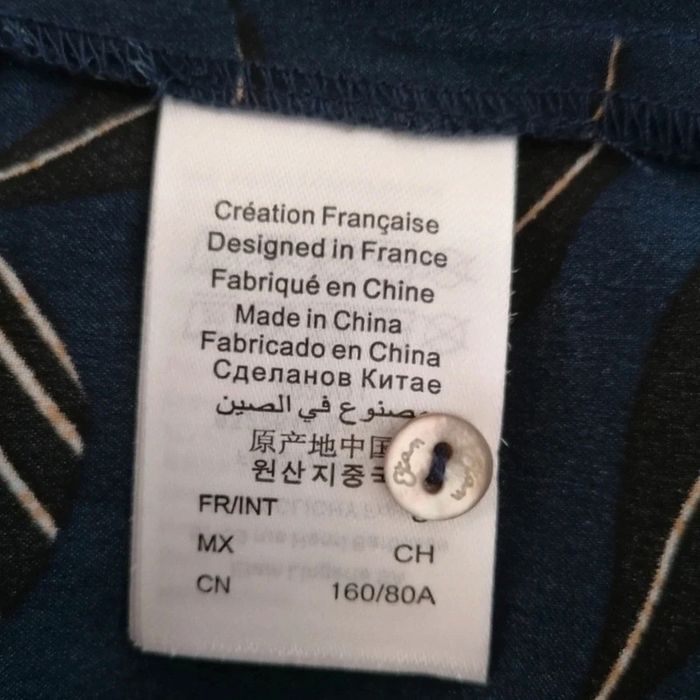 Création Française
Designed in France
Fabriqué en Chine
Made in China
Fabricado en China
Сделанов Китае
مصنوع في الصين
原产地中国
원산지중국
FR/INT
MX CH
CN 160/80A